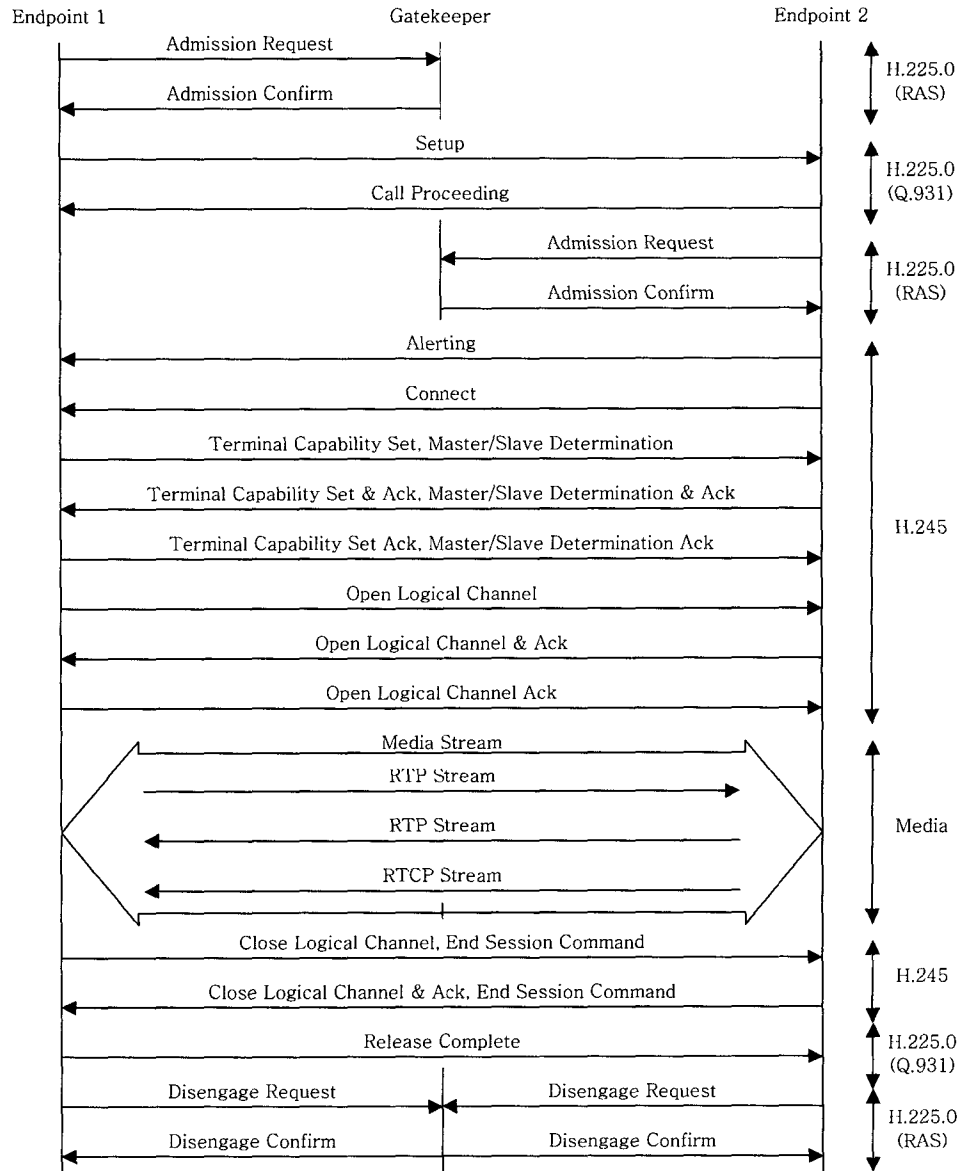 Endpoint 1
Gatekeeper
Endpoint 2
Admission Request
Admission Confirm
H.225.0
(RAS)
Setup
Call Proceeding
H.225.0
(Q.931)
Admission Request
Admission Confirm
H.225.0
(RAS)
Alerting
Connect
Terminal Capability Set, Master/Slave Determination
Terminal Capability Set & Ack, Master/Slave Determination & Ack
Terminal Capability Set Ack, Master/Slave Determination Ack
Open Logical Channel
Open Logical Channel & Ack
Open Logical Channel Ack
H.245
Media Stream
RTP Stream
RTP Stream
RTCP Stream
Media
Close Logical Channel, End Session Command
Close Logical Channel & Ack, End Session Command
H.245
Release Complete
H.225.0
(Q.931)
Disengage Request
Disengage Request
Disengage Confirm
Disengage Confirm
H.225.0
(RAS)